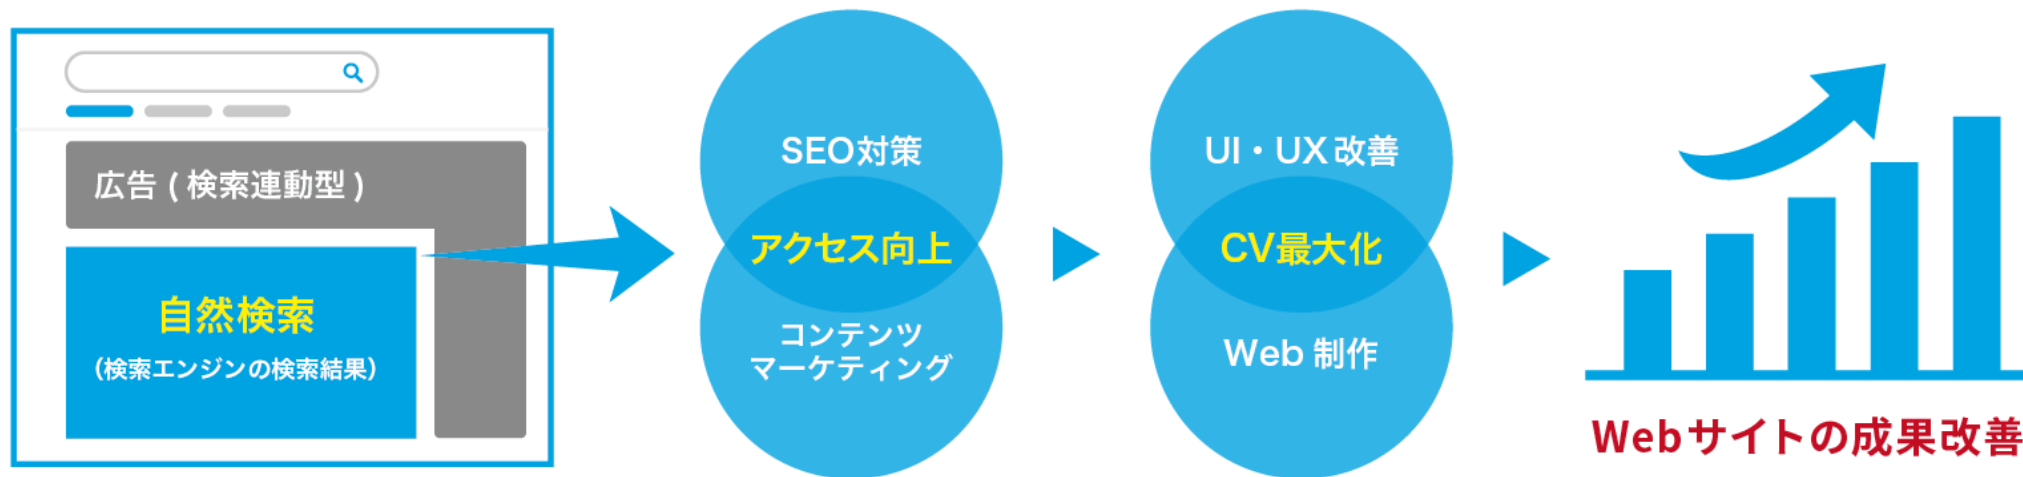 広告 ( 検索連動型 )
自然検索
(検索エンジンの検索結果)
SEO対策
アクセス向上
コンテンツ
マーケティング
UI・UX改善
CV最大化
Web 制作
Webサイトの成果改善